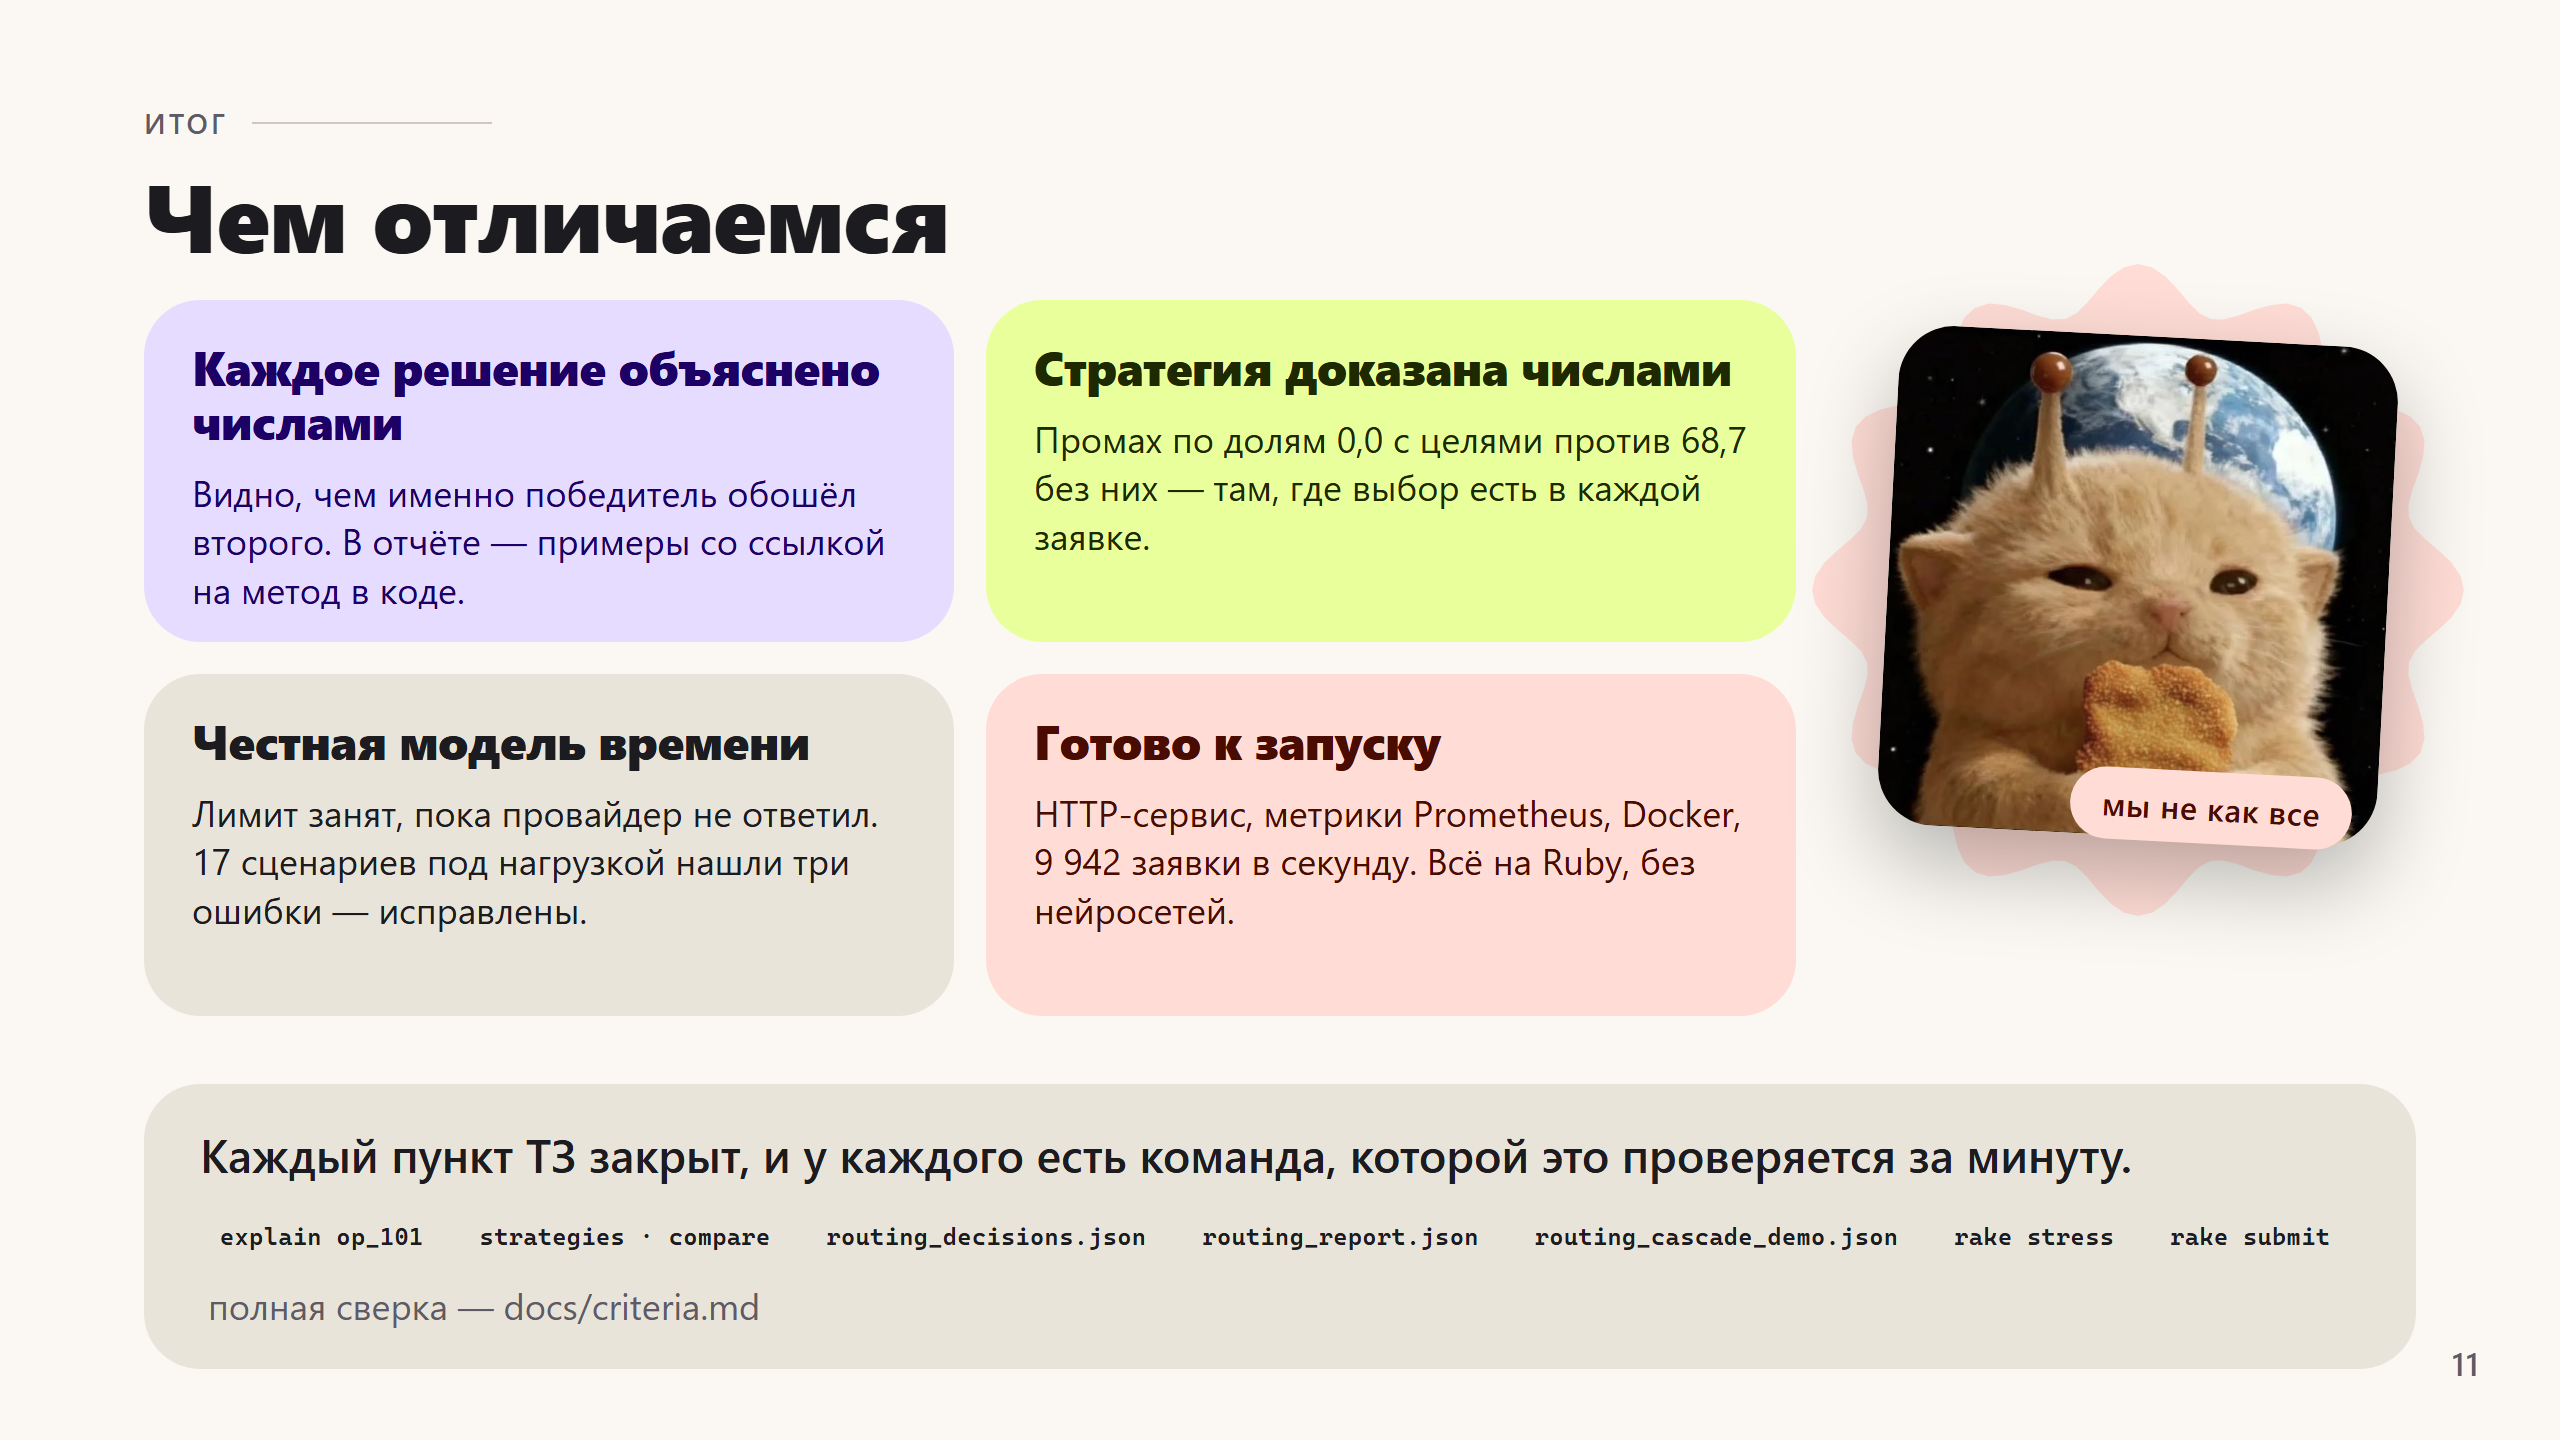 ИТОГ
Чем отличаемся
Каждое решение объяснено
числами
Видно, чем именно победитель обошёл
второго. В отчёте — примеры со ссылкой
на метод в коде.
Стратегия доказана числами
Промах по долям 0,0 с целями против 68,7
без них — там, где выбор есть в каждой
заявке.
Честная модель времени
Лимит занят, пока провайдер не ответил.
17 сценариев под нагрузкой нашли три
ошибки — исправлены.
Готово к запуску
HTTP-сервис, метрики Prometheus, Docker,
9 942 заявки в секунду. Всё на Ruby, без
нейросетей.
мы не как все
Каждый пункт ТЗ закрыт, и у каждого есть команда, которой это проверяется за минуту.
explain op_101 strategies · compare routing_decisions.json routing_report.json routing_cascade_demo.json rake stress rake submit
полная сверка — docs/criteria.md
11